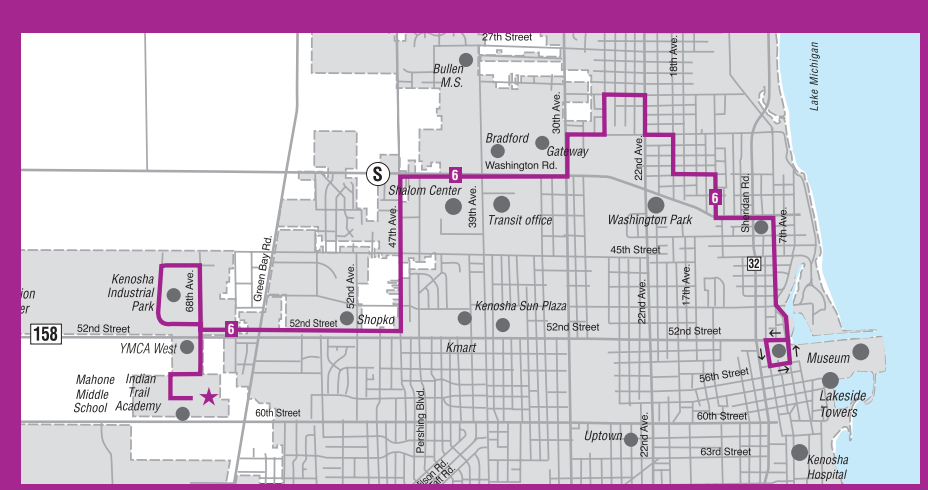 27th Street
18th Ave.
Lake Michigan
Bullen
M.S.
30th Ave.
Bradford
Gateway
Washington Rd.
22nd Ave.
S
6
Shalom Center
39th Ave.
Transit office
Washington Park
6
Sheridan Rd.
7th Ave.
47th Ave.
45th Street
32
Green Bay Rd.
Kenosha
Industrial
Park
68th Ave.
52nd Ave.
22nd Ave.
17th Ave.
ion
er
Kenosha Sun Plaza
Shopko
158
52nd Street
6
52nd Street
52nd Street
52nd Street
YMCA West
Kmart
Museum
56th Street
Mahone
Middle
School
Indian
Trail
Academy
60th Street
Pershing Blvd.
Lakeside
Towers
60th Street
Uptown
22nd Ave.
63rd Street
Kenosha
Hospital